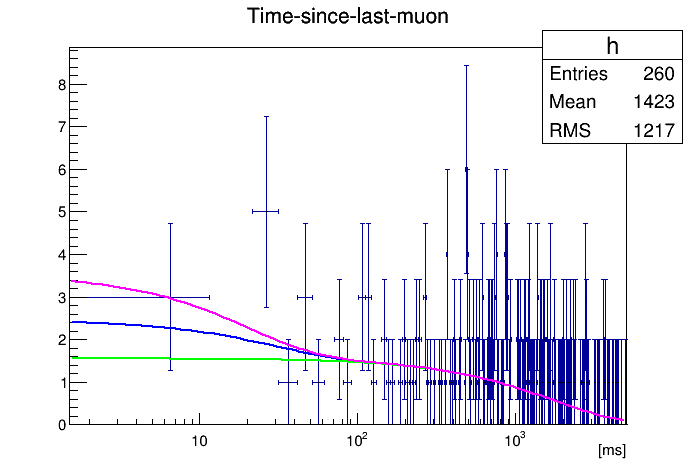 Time-since-last-muon
h
Entries 260
Mean 1423
RMS 1217
8
7
6
5
4
3
2
1
0
10 10² 10³
[ms]